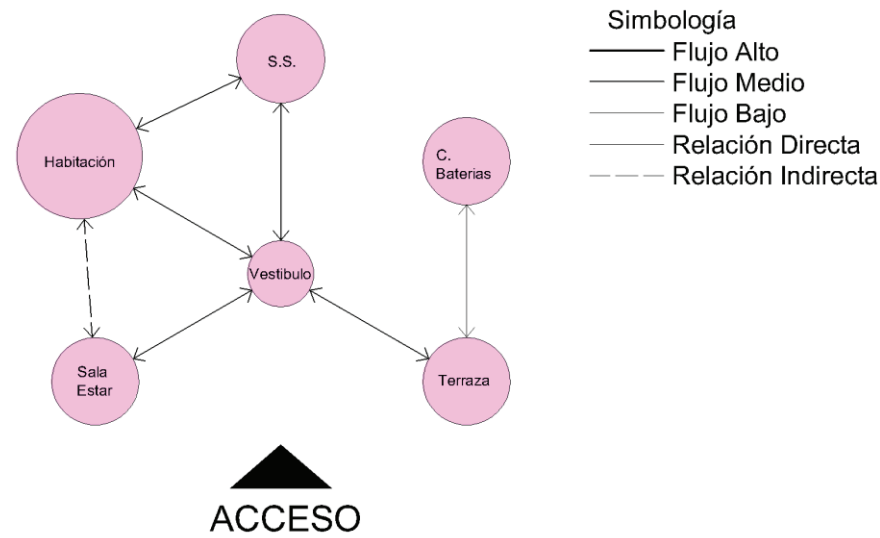 S.S.
Habitación
C.
Baterias
Vestibulo
Sala
Estar
Terraza
ACCESO
Simbología
Flujo Alto
Flujo Medio
Flujo Bajo
Relación Directa
Relación Indirecta